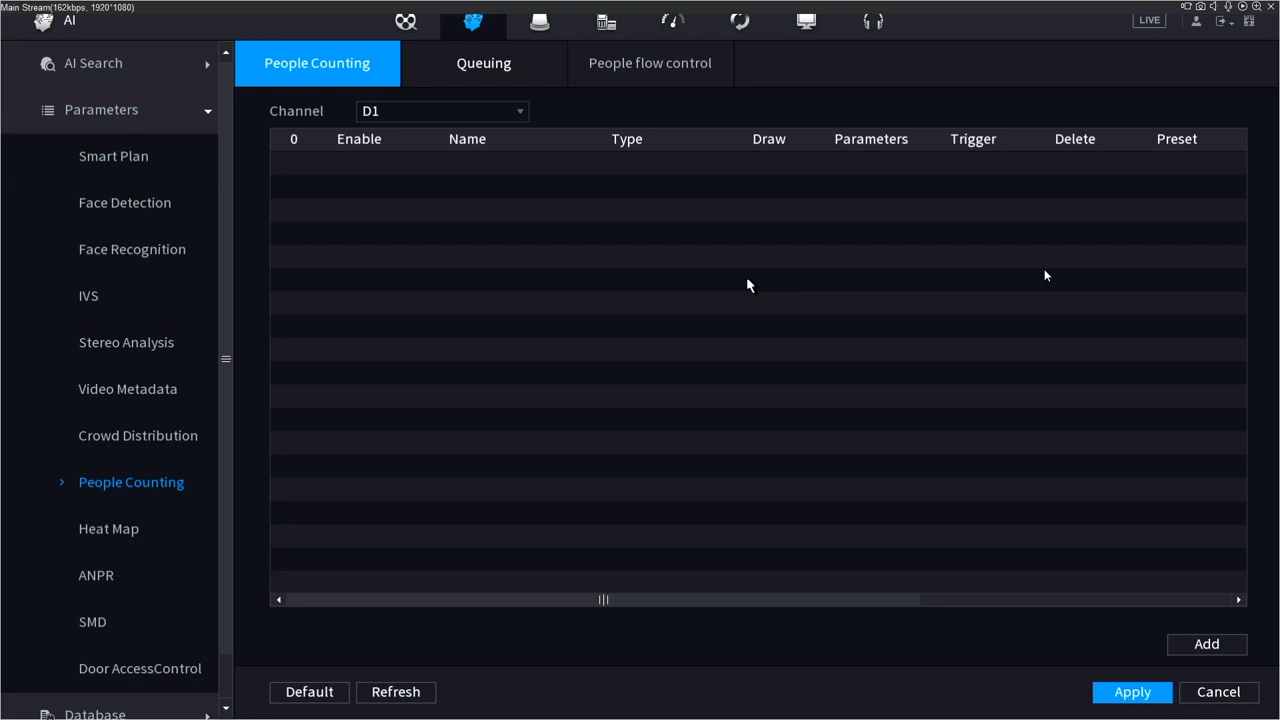 Main Stream(162kbps, 1920*1080)
AI
LIVE
AI Search
Parameters
Smart Plan
Face Detection
Face Recognition
IVS
Stereo Analysis
Video Metadata
Crowd Distribution
People Counting
Heat Map
ANPR
SMD
Door AccessControl
Database
People Counting Queuing People flow control
Channel D1
0 Enable Name Type Draw Parameters Trigger Delete Preset
Add
Default Refresh Apply Cancel